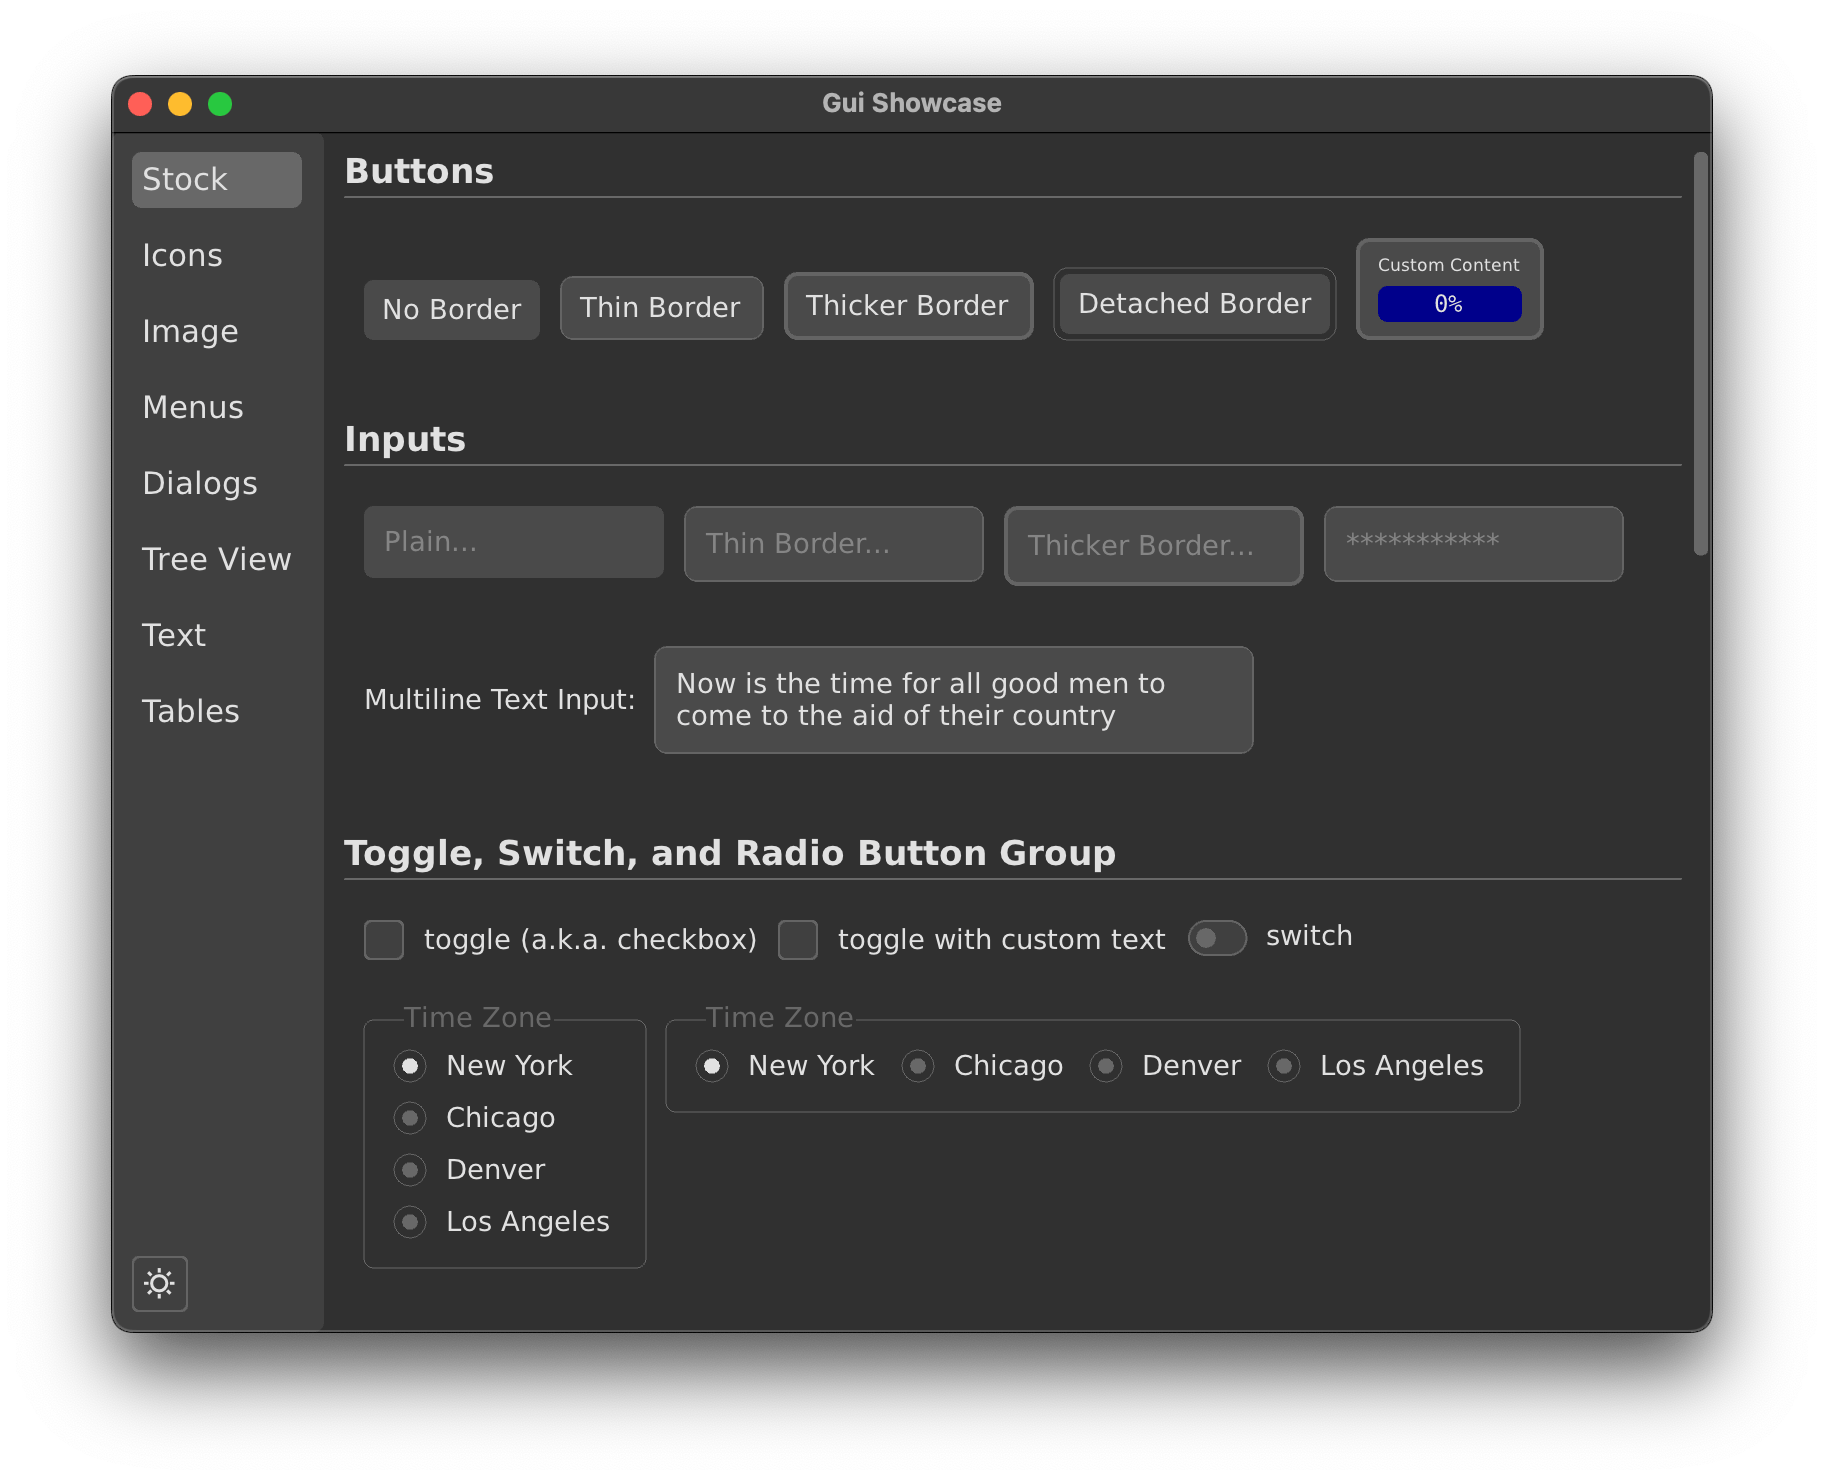 Gui Showcase
Stock
Icons
Image
Menus
Dialogs
Tree View
Text
Tables
Buttons
No Border
Thin Border
Thicker Border
Detached Border
Custom Content
0%
Inputs
Plain...
Thin Border...
Thicker Border...
***********
Multiline Text Input:
Now is the time for all good men to
come to the aid of their country
Toggle, Switch, and Radio Button Group
toggle (a.k.a. checkbox)
toggle with custom text
switch
Time Zone
New York
Chicago
Denver
Los Angeles
Time Zone
New York
Chicago
Denver
Los Angeles